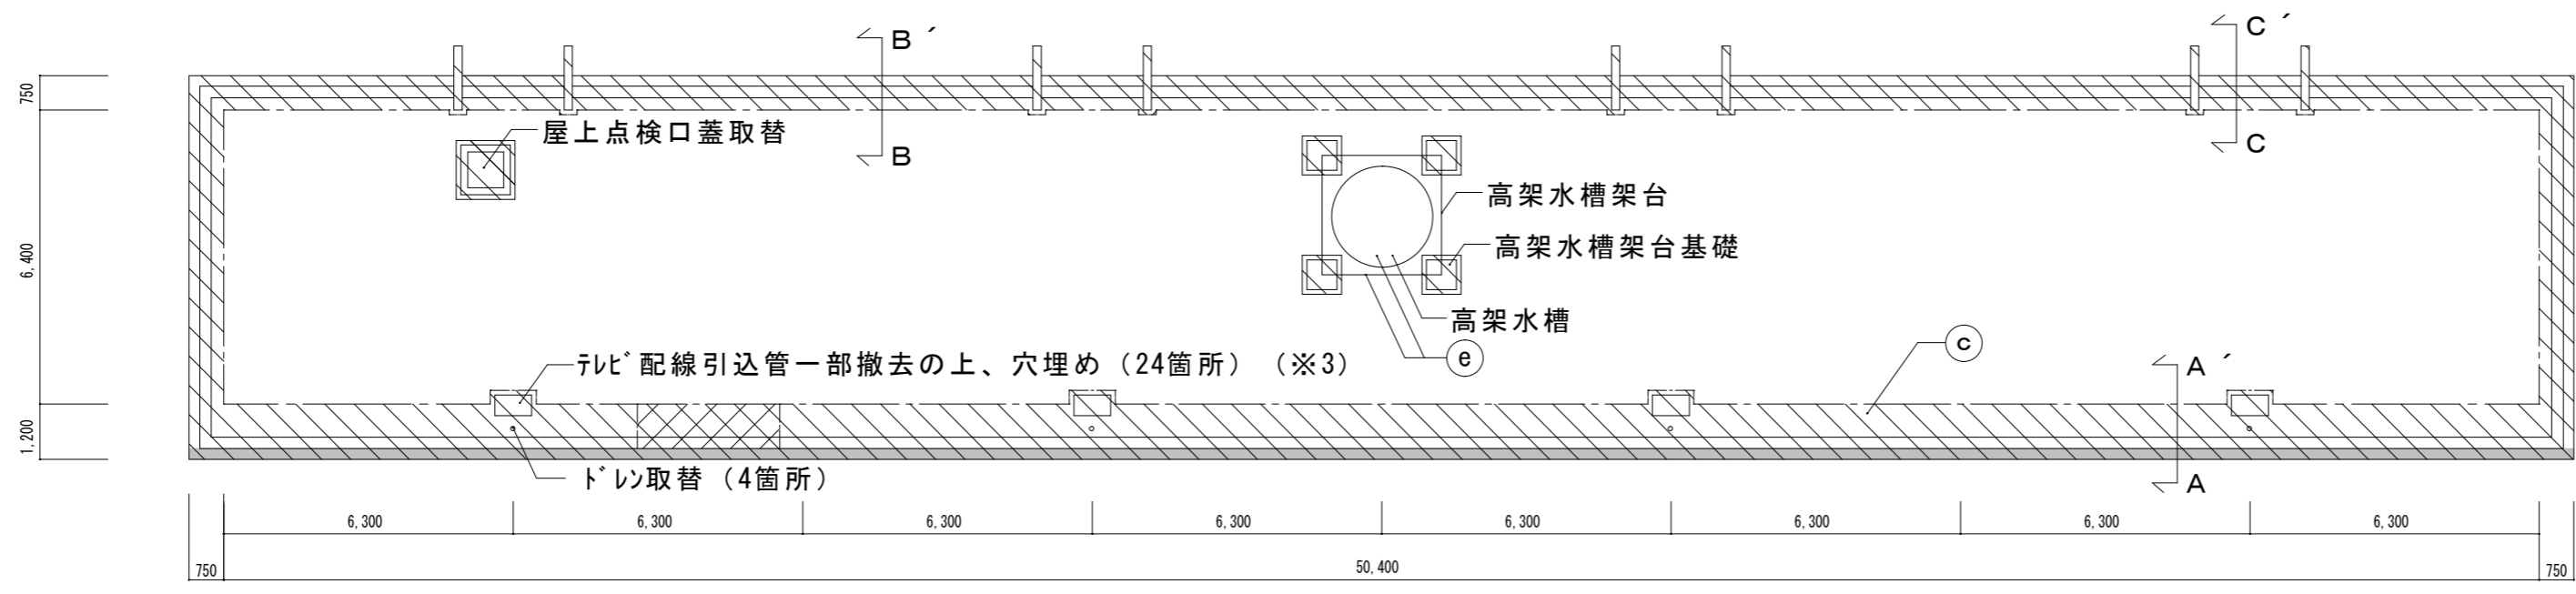 B ´
C ´
750
屋上点検口蓋取替
B
C
高架水槽架台
6,400
高架水槽架台基礎
高架水槽
ⓒ
ﾃﾚﾋﾞ配線引込管一部撤去の上、穴埋め（24箇所）（※3）
ⓔ
A ´
1,200
ﾄﾞﾚﾝ取替（4箇所）
A
6,300
6,300
6,300
6,300
6,300
6,300
6,300
6,300
750
50,400
750